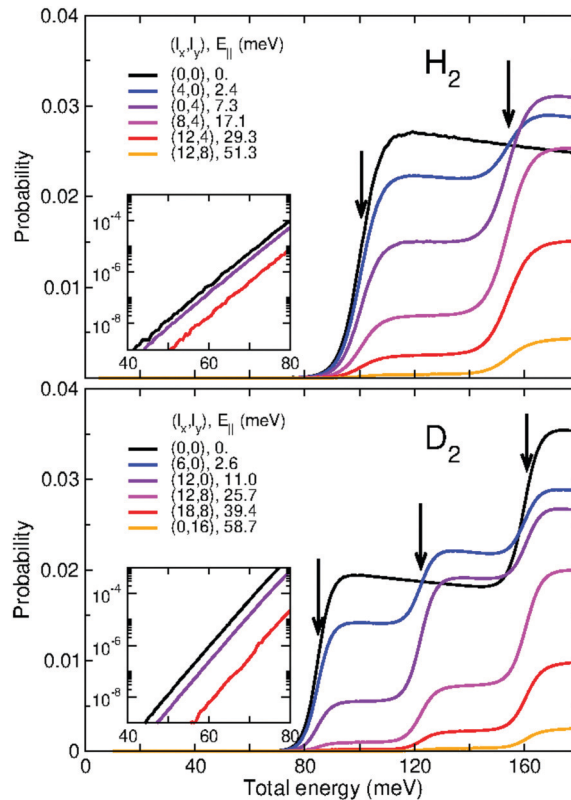 0.04
(l_x,l_y), E_|| (meV)
H_2
(0,0), 0.
(4,0), 2.4
(0,4), 7.3
(8,4), 17.1
(12,4), 29.3
(12,8), 51.3
0.03
Probability
0.02
10^-4
10^-6
10^-8
40 60 80
0.01
0
0.04
(l_x,l_y), E_|| (meV)
D_2
(0,0), 0.
(6,0), 2.6
(12,0), 11.0
(12,8), 25.7
(18,8), 39.4
(0,16), 58.7
0.03
Probability
0.02
10^-4
10^-6
10^-8
40 60 80
0.01
0
0 40 80 120 160
Total energy (meV)